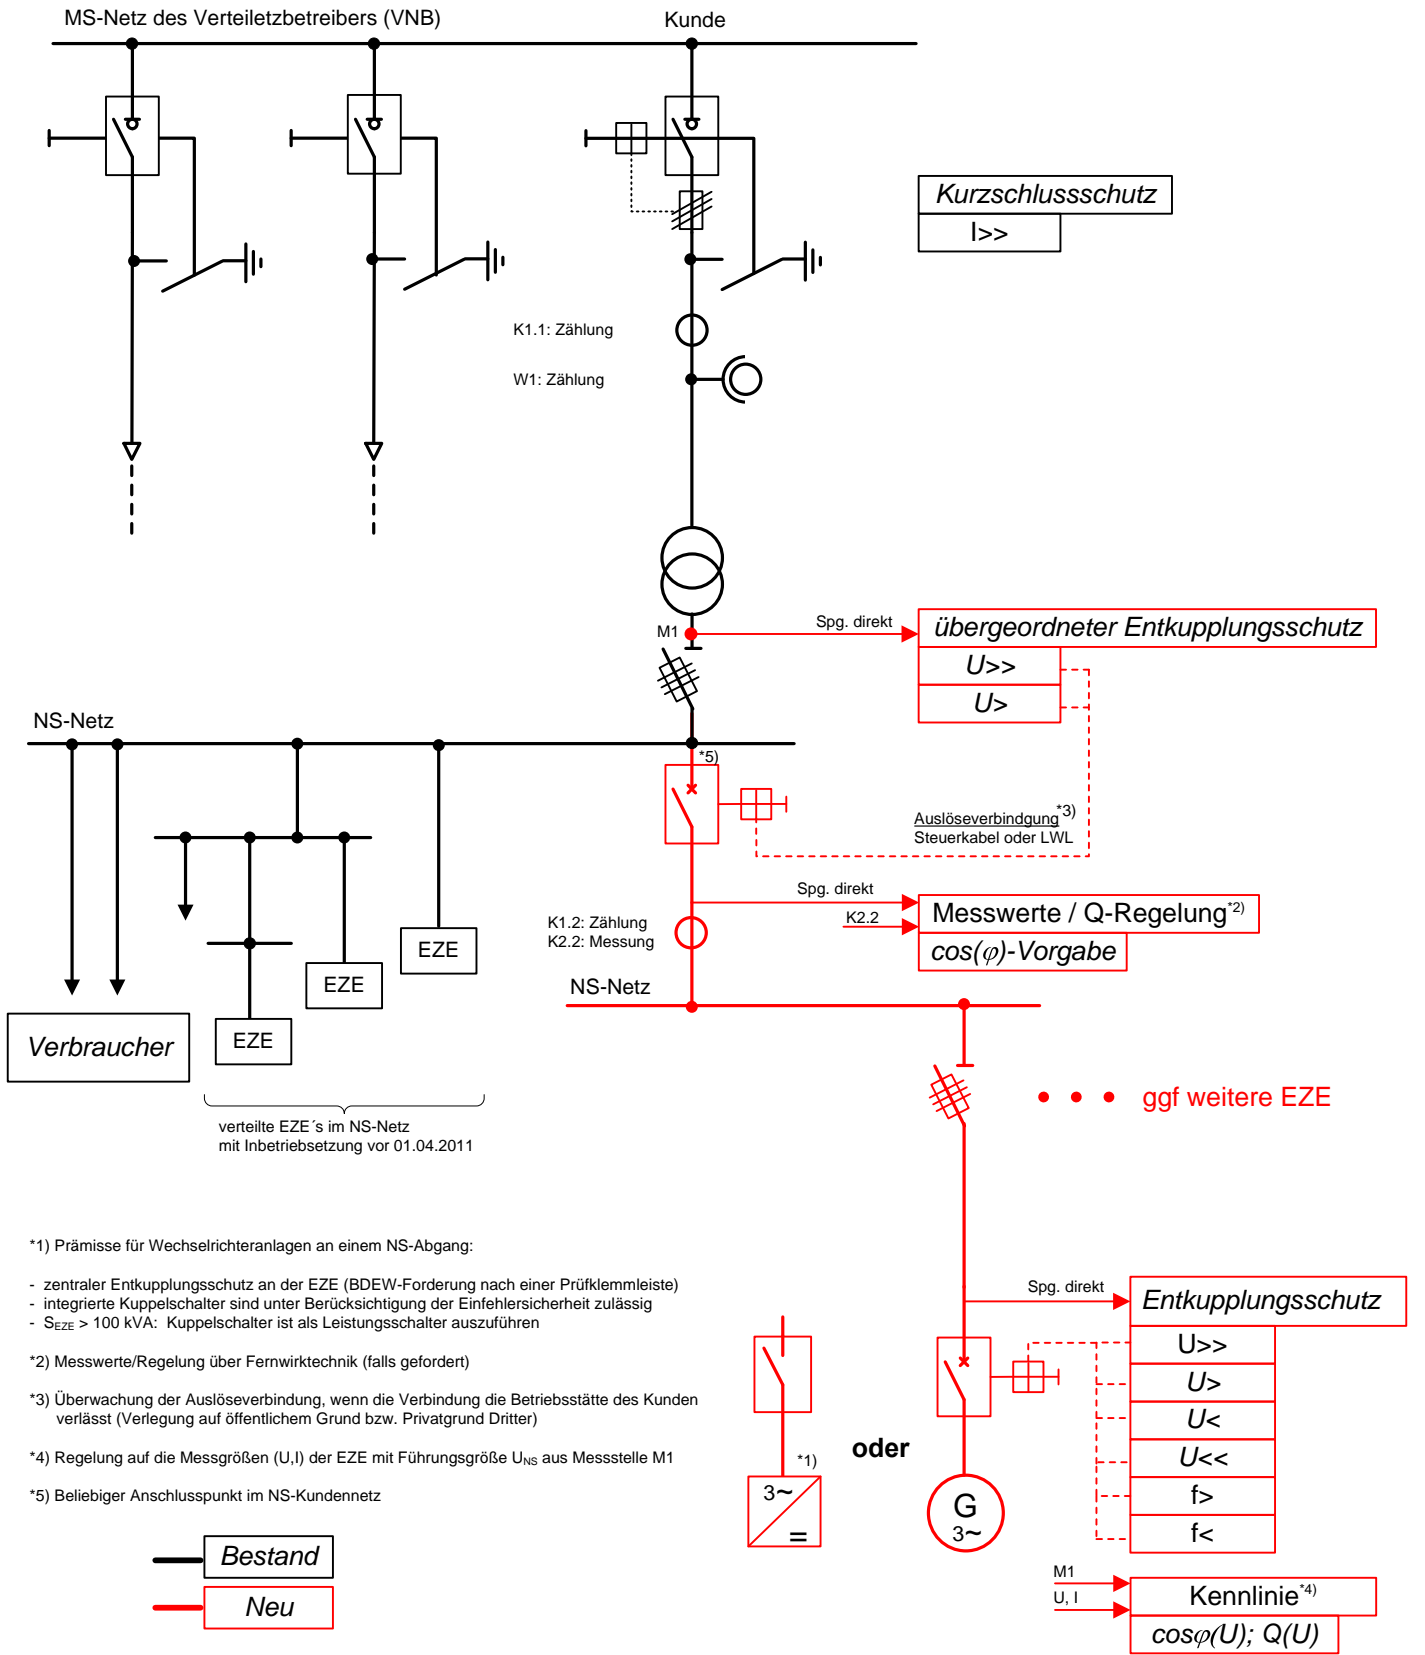 MS-Netz des Verteiletzbetreibers (VNB)
Kunde
Kurzschlussschutz
I>>
K1.1: Zählung
W1: Zählung
M1
Spg. direkt
übergeordneter Entkupplungsschutz
U>>
U>
NS-Netz
*5)
Auslöseverbindgung*3)
Steuerkabel oder LWL
Spg. direkt
K1.2: Zählung
K2.2: Messung
K2.2
Messwerte / Q-Regelung*2)
cos(φ)-Vorgabe
EZE
EZE
EZE
NS-Netz
Verbraucher
verteilte EZE´s im NS-Netz
mit Inbetriebsetzung vor 01.04.2011
ggf weitere EZE
*1) Prämisse für Wechselrichteranlagen an einem NS-Abgang:
- zentraler Entkupplungsschutz an der EZE (BDEW-Forderung nach einer Prüfklemmleiste)
- integrierte Kuppelschalter sind unter Berücksichtigung der Einfehlersicherheit zulässig
- SEZE > 100 kVA: Kuppelschalter ist als Leistungsschalter auszuführen
*2) Messwerte/Regelung über Fernwirktechnik (falls gefordert)
*3) Überwachung der Auslöseverbindung, wenn die Verbindung die Betriebsstätte des Kunden
verlässt (Verlegung auf öffentlichem Grund bzw. Privatgrund Dritter)
*4) Regelung auf die Messgrößen (U,I) der EZE mit Führungsgröße UNS aus Messstelle M1
*5) Beliebiger Anschlusspunkt im NS-Kundennetz
Bestand
Neu
*1)
3~
=
oder
G
3~
Spg. direkt
Entkupplungsschutz
U>>
U>
U<
U<<
f>
f<
M1
U, I
Kennlinie*4)
cosφ(U); Q(U)